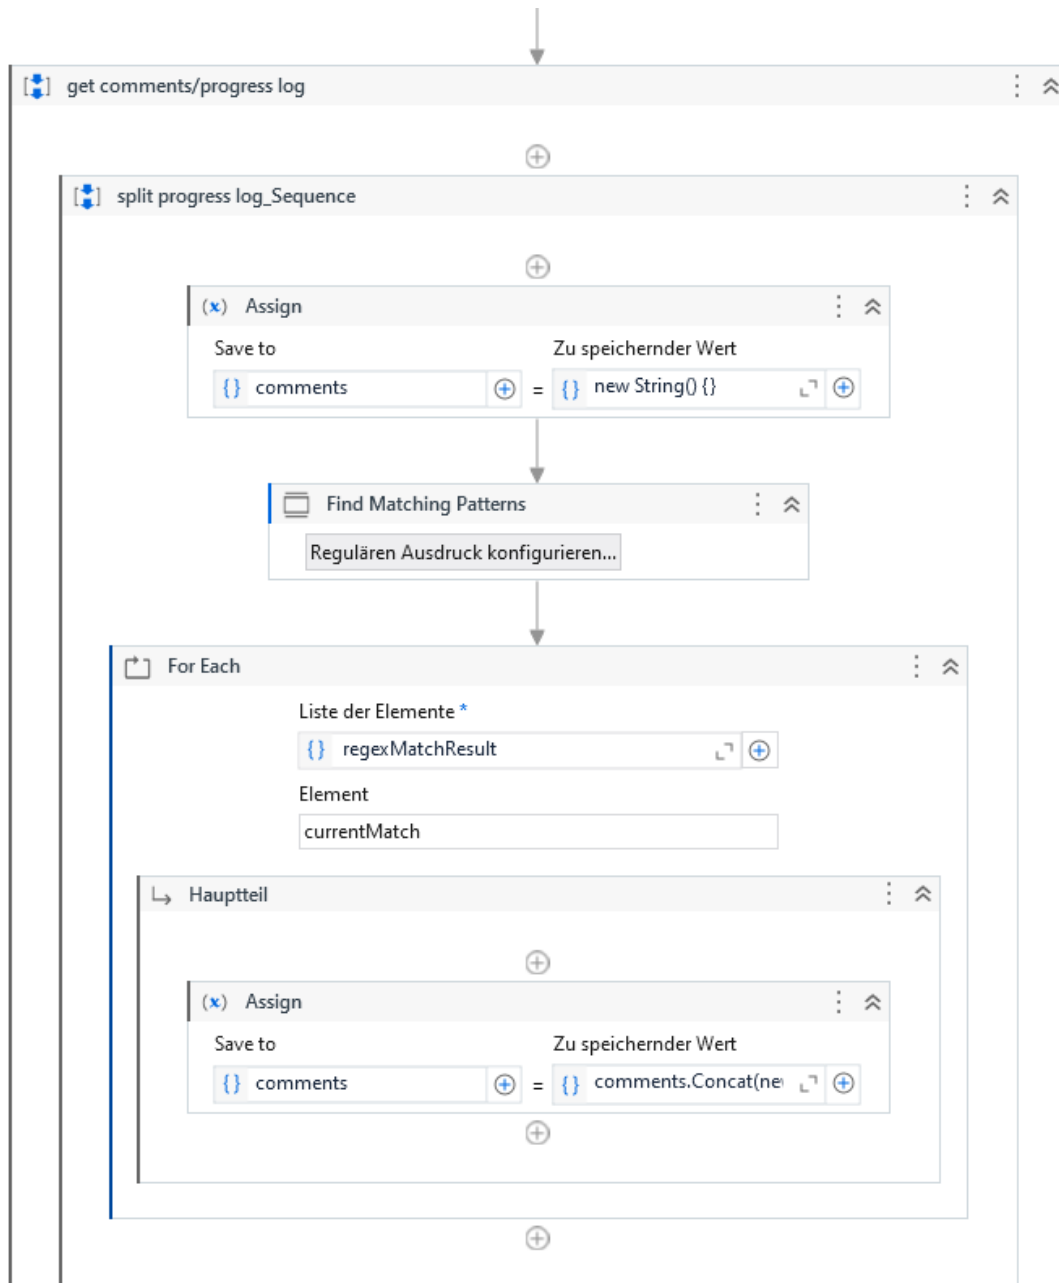 get comments/progress log
split progress log_Sequence
(x) Assign
Save to
Zu speichernder Wert
{} comments
=
{} new String() {}
Find Matching Patterns
Regulären Ausdruck konfigurieren...
For Each
Liste der Elemente *
{} regexMatchResult
Element
currentMatch
Hauptteil
(x) Assign
Save to
Zu speichernder Wert
{} comments
=
{} comments.Concat(ne